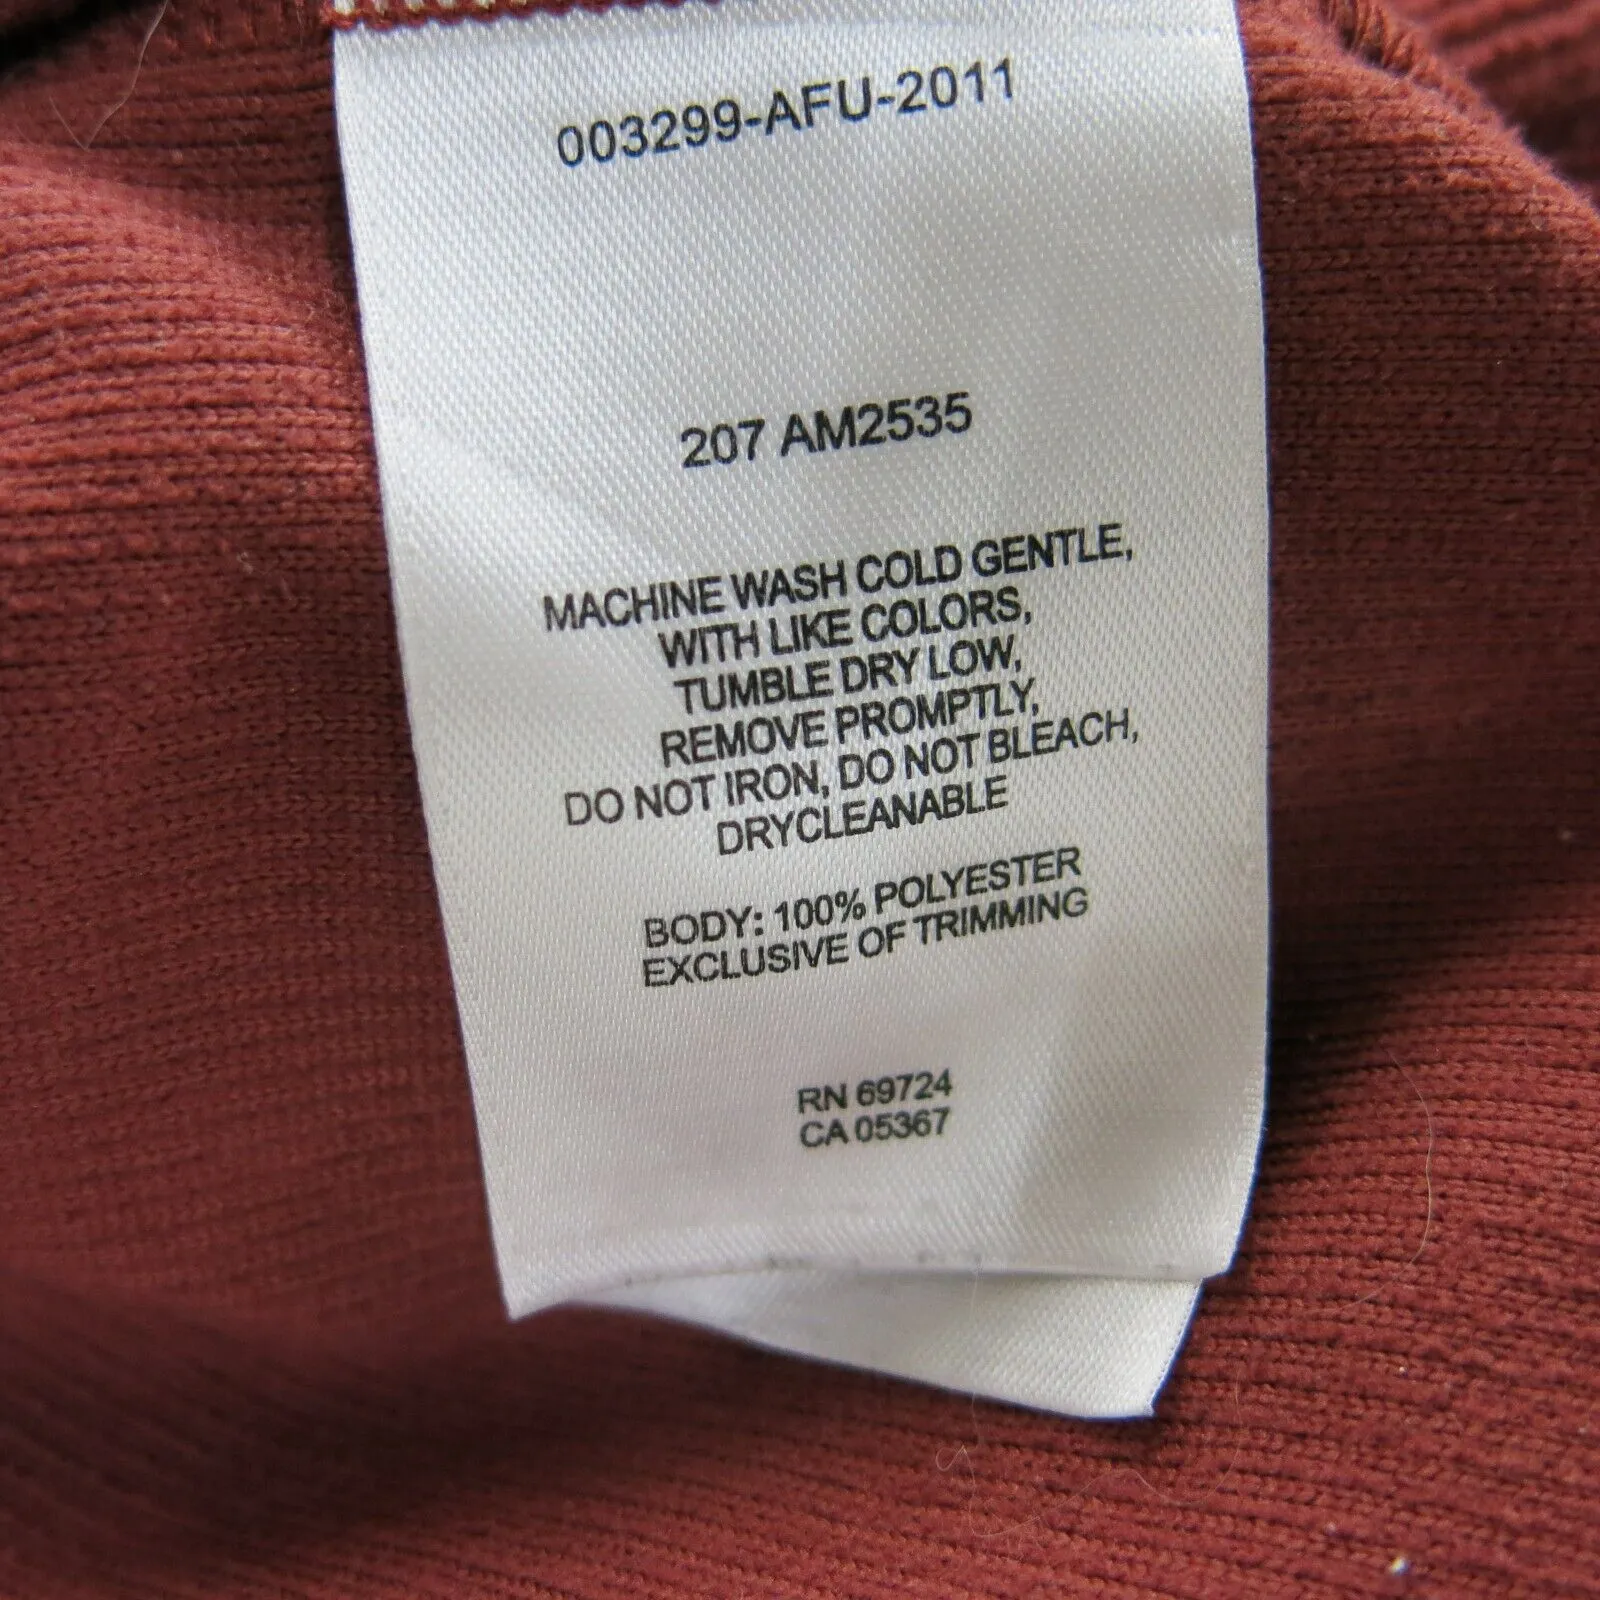 003299-AFU-2011
207 AM2535
MACHINE WASH COLD GENTLE,
WITH LIKE COLORS,
TUMBLE DRY LOW,
REMOVE PROMPTLY,
DO NOT IRON, DO NOT BLEACH,
DRYCLEANABLE
BODY: 100% POLYESTER
EXCLUSIVE OF TRIMMING
RN 69724
CA 05367